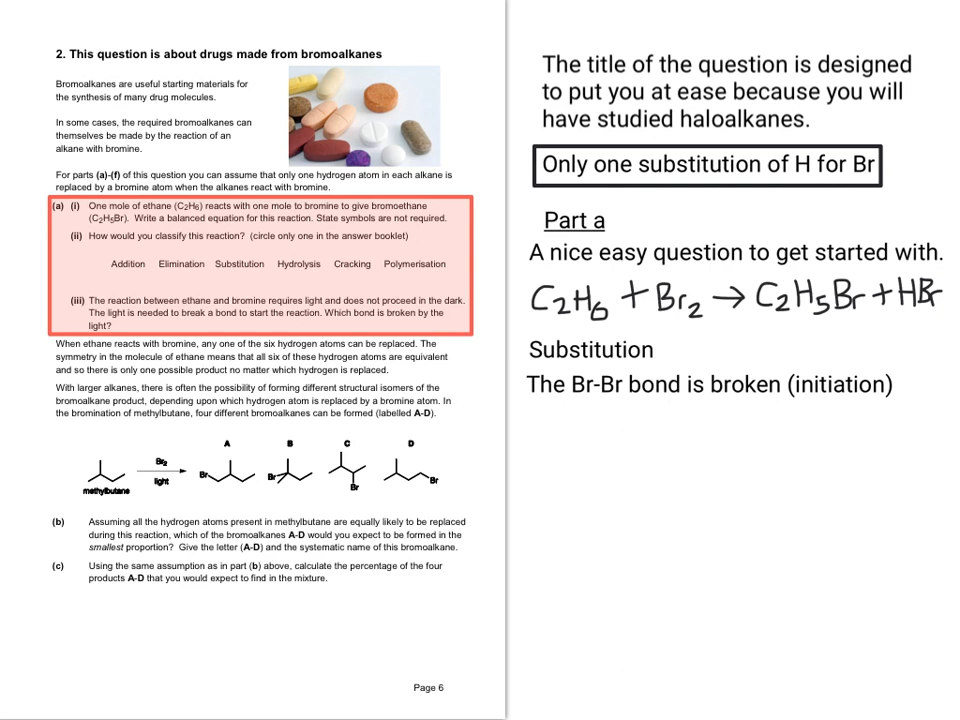 2. This question is about drugs made from bromoalkanes
Bromoalkanes are useful starting materials for
the synthesis of many drug molecules.
In some cases, the required bromoalkanes can
themselves be made by the reaction of an
alkane with bromine.
For parts (a)-(f) of this question you can assume that only one hydrogen atom in each alkane is
replaced by a bromine atom when the alkanes react with bromine.
(a) (i) One mole of ethane (C₂H₆) reacts with one mole to bromine to give bromoethane
(C₂H₅Br). Write a balanced equation for this reaction. State symbols are not required.
(ii) How would you classify this reaction? (circle only one in the answer booklet)
Addition Elimination Substitution Hydrolysis Cracking Polymerisation
(iii) The reaction between ethane and bromine requires light and does not proceed in the dark.
The light is needed to break a bond to start the reaction. Which bond is broken by the
light?
When ethane reacts with bromine, any one of the six hydrogen atoms can be replaced. The
symmetry in the molecule of ethane means that all six of these hydrogen atoms are equivalent
and so there is only one possible product no matter which hydrogen is replaced.
With larger alkanes, there is often the possibility of forming different structural isomers of the
bromoalkane product, depending upon which hydrogen atom is replaced by a bromine atom. In
the bromination of methylbutane, four different bromoalkanes can be formed (labelled A-D).
A B C D
Br₂
light
methylbutane
Br
Br
Br
Br
(b) Assuming all the hydrogen atoms present in methylbutane are equally likely to be replaced
during this reaction, which of the bromoalkanes A-D would you expect to be formed in the
smallest proportion? Give the letter (A-D) and the systematic name of this bromoalkane.
(c) Using the same assumption as in part (b) above, calculate the percentage of the four
products A-D that you would expect to find in the mixture.
Page 6
The title of the question is designed
to put you at ease because you will
have studied haloalkanes.
Only one substitution of H for Br
Part a
A nice easy question to get started with.
C₂H₆ + Br₂ → C₂H₅Br + HBr
Substitution
The Br-Br bond is broken (initiation)